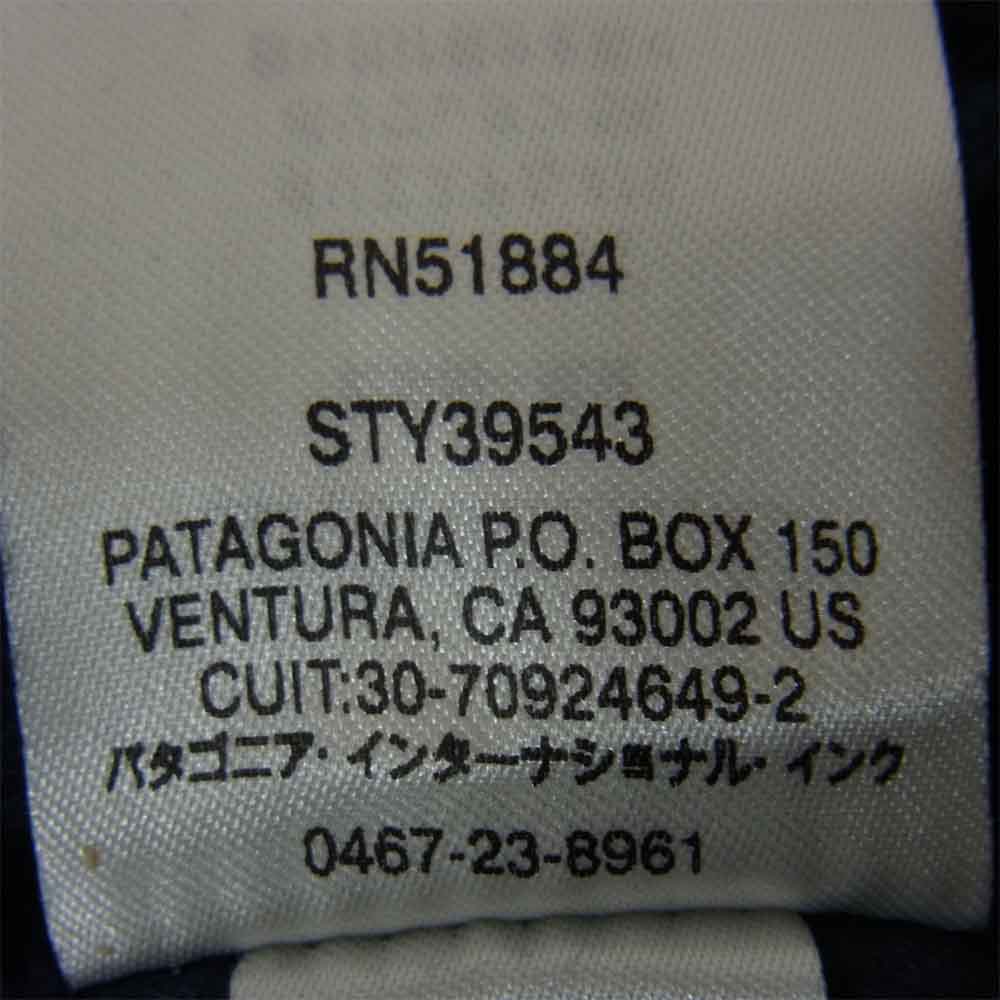 RN51884
STY39543
PATAGONIA P.O. BOX 150
VENTURA, CA 93002 US
CUIT:30-70924649-2
パタゴニア・インターナショナル・インク
0467-23-8961